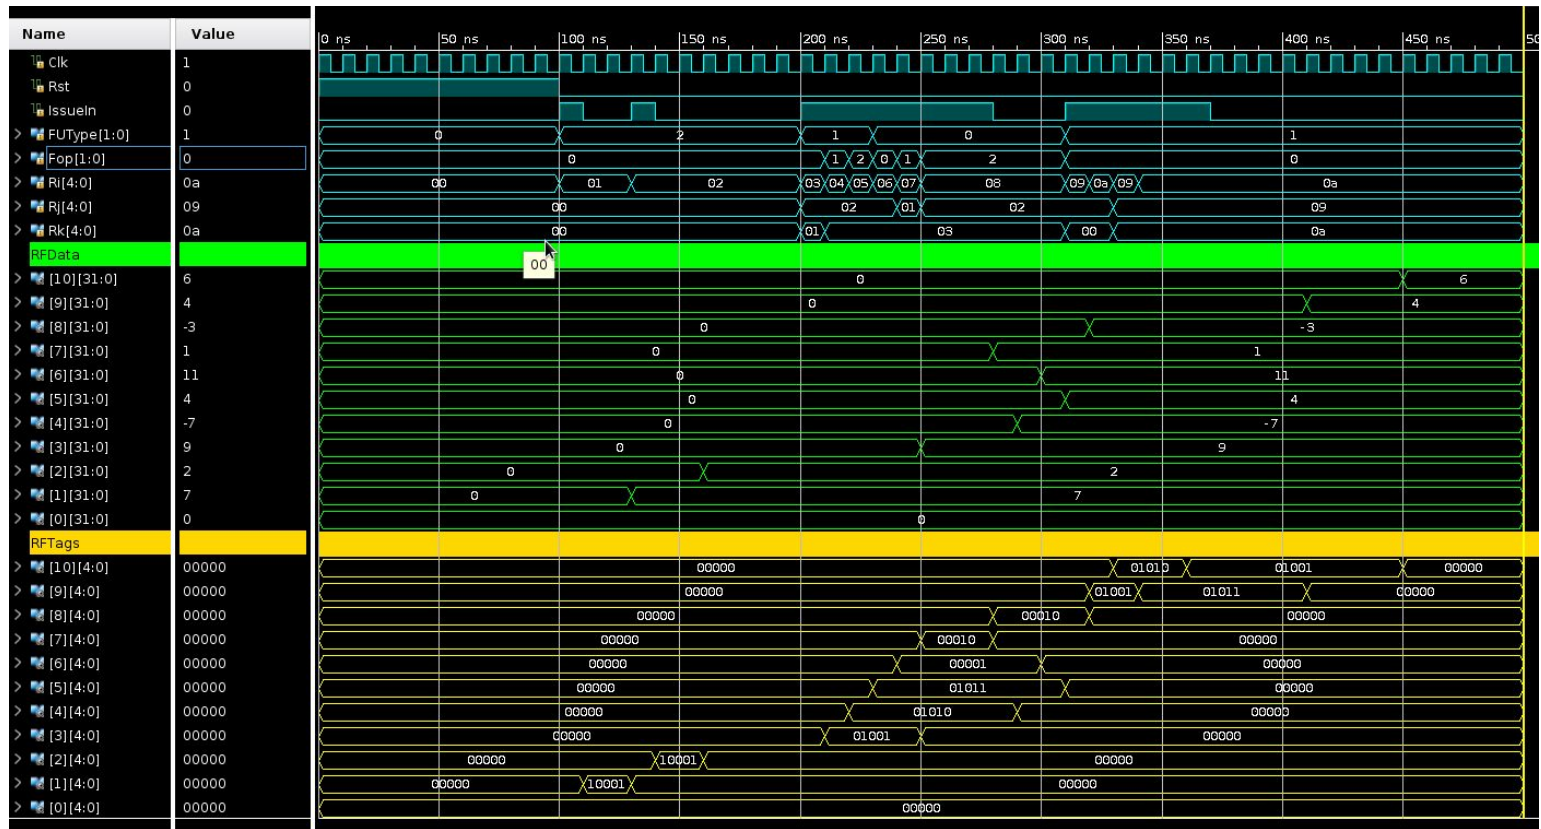 Name Value 0 ns 50 ns 100 ns 150 ns 200 ns 250 ns 300 ns 350 ns 400 ns 450 ns 50
Clk 1
Rst 0
IssueIn 0
FUType[1:0] 1 0 2 1 0 1
Fop[1:0] 0 0 1 2 0 1 2 0
Ri[4:0] 0a 00 01 02 03 04 05 06 07 08 09 0a 09 0a
Rj[4:0] 09 00 02 01 02 09
Rk[4:0] 0a 00 01 03 00 0a
RFData
00
[10][31:0] 6 0 6
[9][31:0] 4 0 4
[8][31:0] -3 0 -3
[7][31:0] 1 0 1
[6][31:0] 11 0 11
[5][31:0] 4 0 4
[4][31:0] -7 0 -7
[3][31:0] 9 0 9
[2][31:0] 2 0 2
[1][31:0] 7 0 7
[0][31:0] 0 0
RFTags
[10][4:0] 00000 00000 01010 01001 00000
[9][4:0] 00000 00000 01001 01011 00000
[8][4:0] 00000 00000 00010 00000
[7][4:0] 00000 00000 00010 00000
[6][4:0] 00000 00000 00001 00000
[5][4:0] 00000 00000 01011 00000
[4][4:0] 00000 00000 01010 00000
[3][4:0] 00000 00000 01001 00000
[2][4:0] 00000 00000 10001 00000
[1][4:0] 00000 00000 10001 00000
[0][4:0] 00000 00000